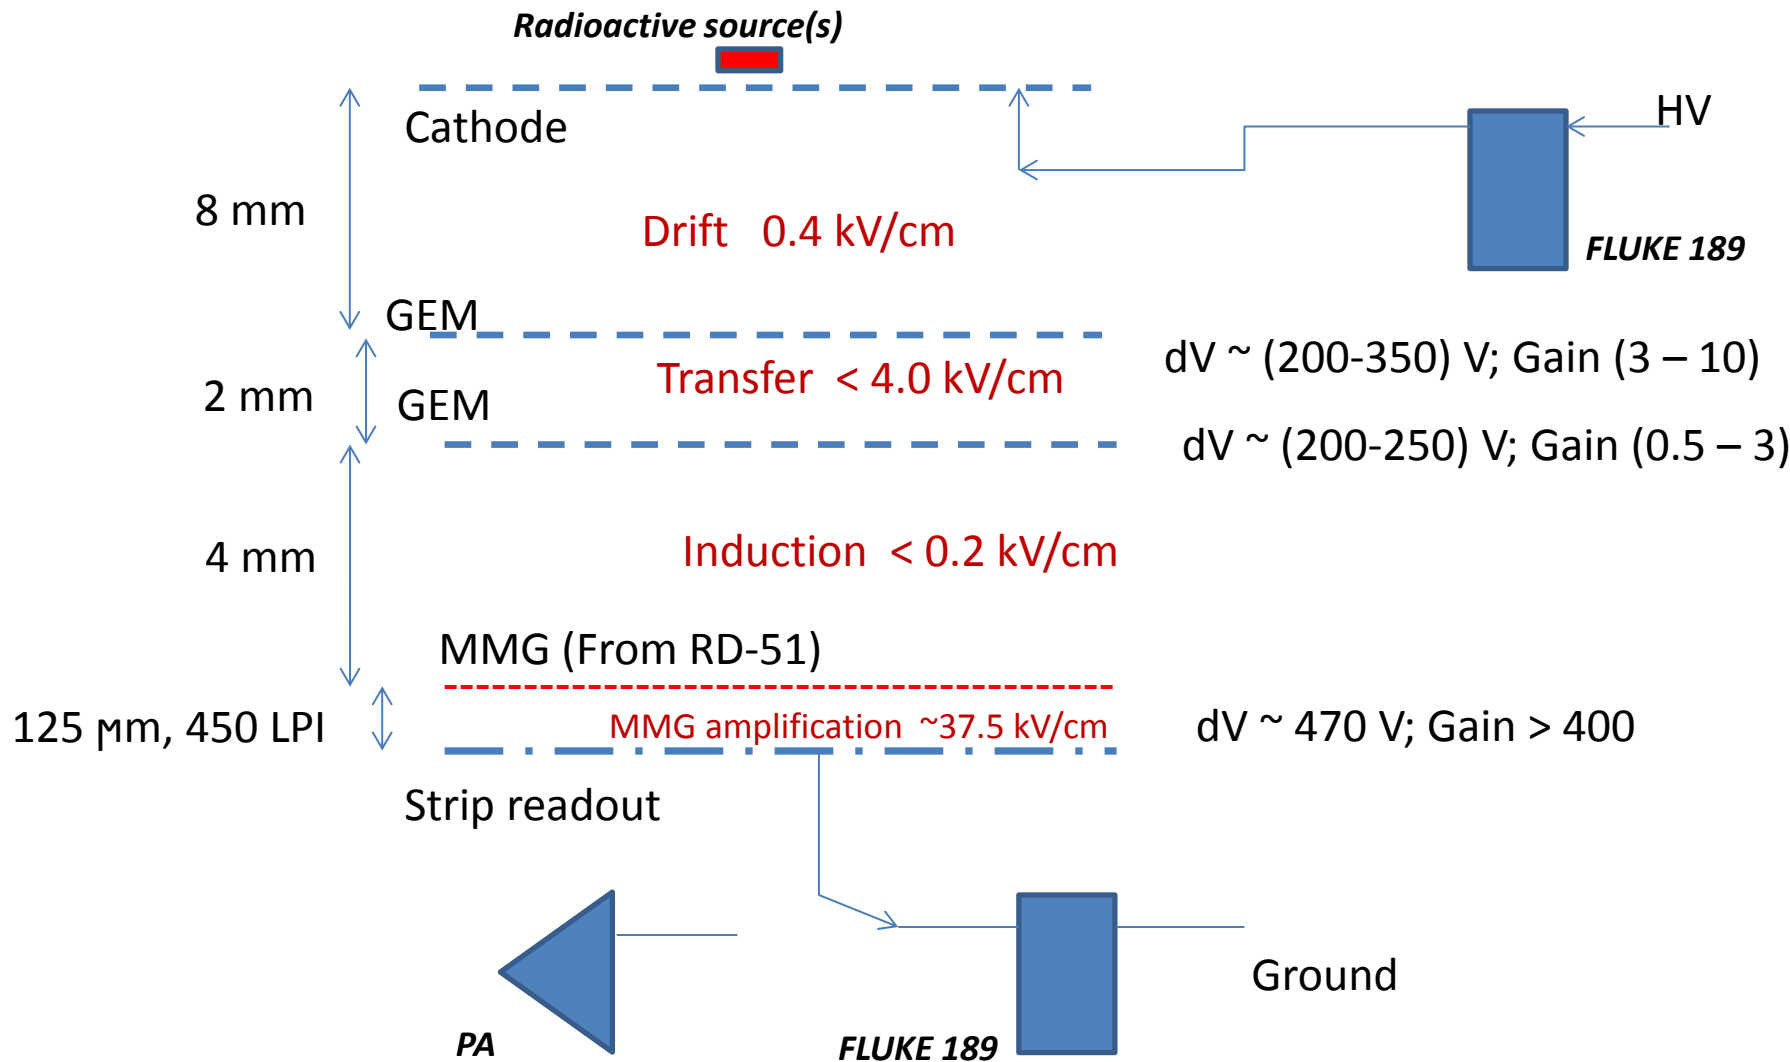 Radioactive source(s)
Cathode
HV
8 mm
Drift 0.4 kV/cm
FLUKE 189
GEM
dV ~ (200-350) V; Gain (3 – 10)
Transfer < 4.0 kV/cm
2 mm
GEM
dV ~ (200-250) V; Gain (0.5 – 3)
4 mm
Induction < 0.2 kV/cm
MMG (From RD-51)
125 μm, 450 LPI
MMG amplification ~37.5 kV/cm
dV ~ 470 V; Gain > 400
Strip readout
Ground
PA
FLUKE 189